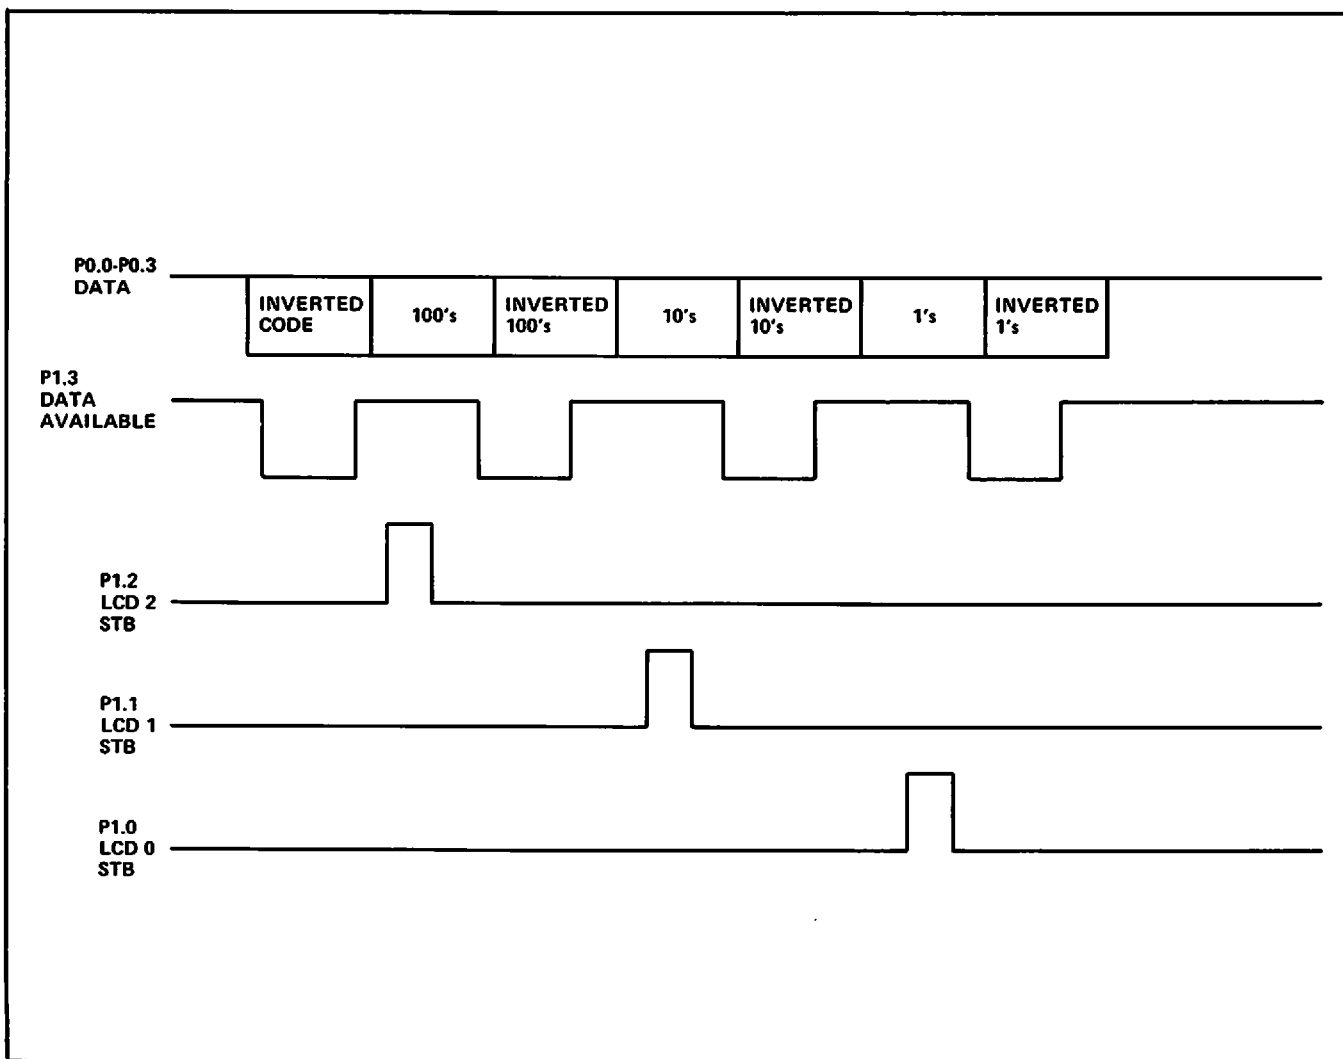 P0.0-P0.3
DATA
INVERTED
CODE
100's
INVERTED
100's
10's
INVERTED
10's
1's
INVERTED
1's
P1.3
DATA
AVAILABLE
P1.2
LCD 2
STB
P1.1
LCD 1
STB
P1.0
LCD 0
STB